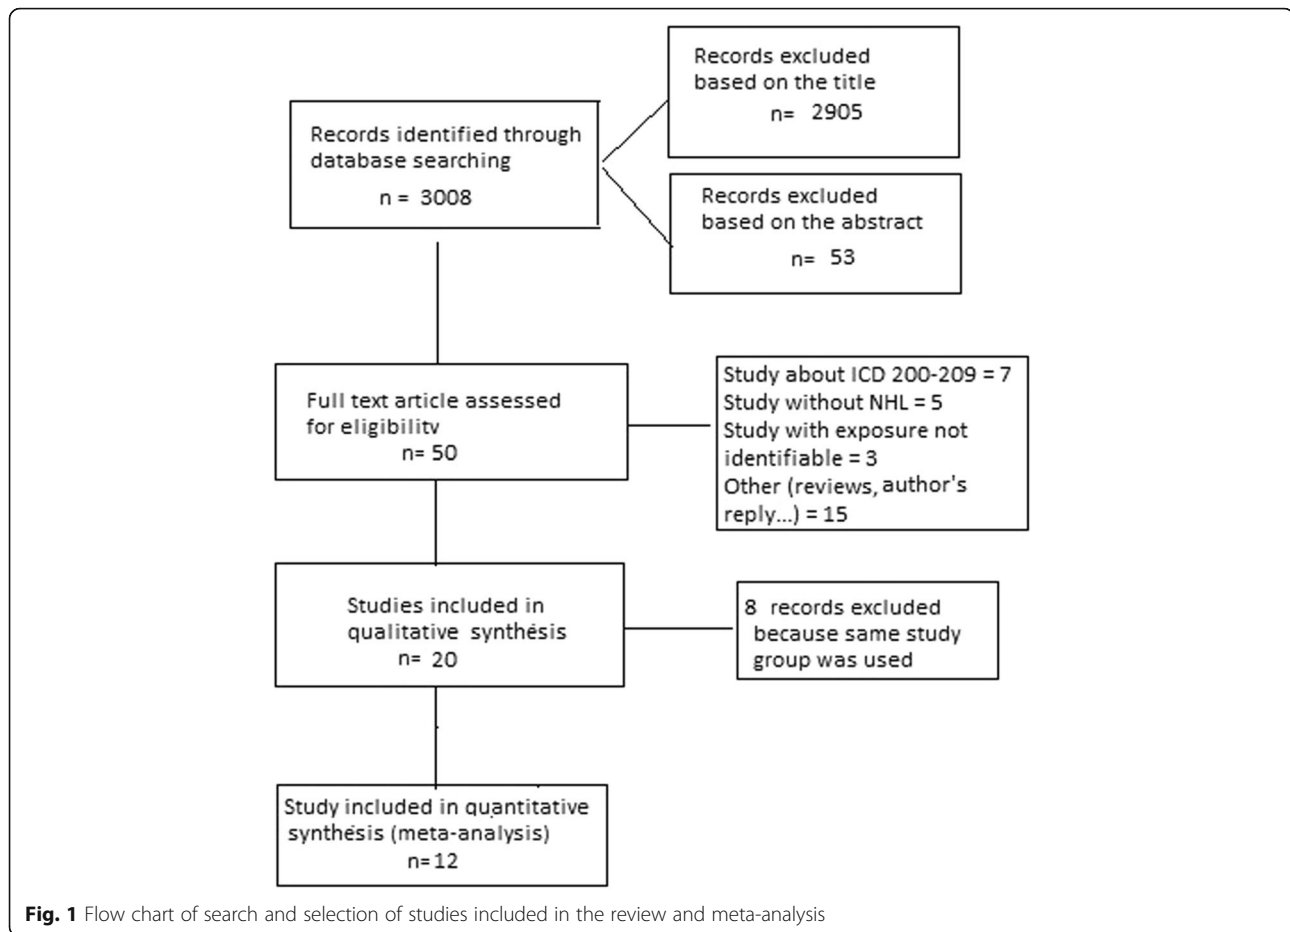 Records excluded
based on the title
n= 2905
Records identified through
database searching
n = 3008
Records excluded
based on the abstract
n= 53
Full text article assessed
for eligibility
n= 50
Study about ICD 200-209 = 7
Study without NHL = 5
Study with exposure not
identifiable = 3
Other (reviews, author's
reply...) = 15
Studies included in
qualitative synthésis
n= 20
8 records excluded
because same study
group was used
Study included in quantitative
synthésis (meta-analysis)
n=12
Fig. 1 Flow chart of search and selection of studies included in the review and meta-analysis